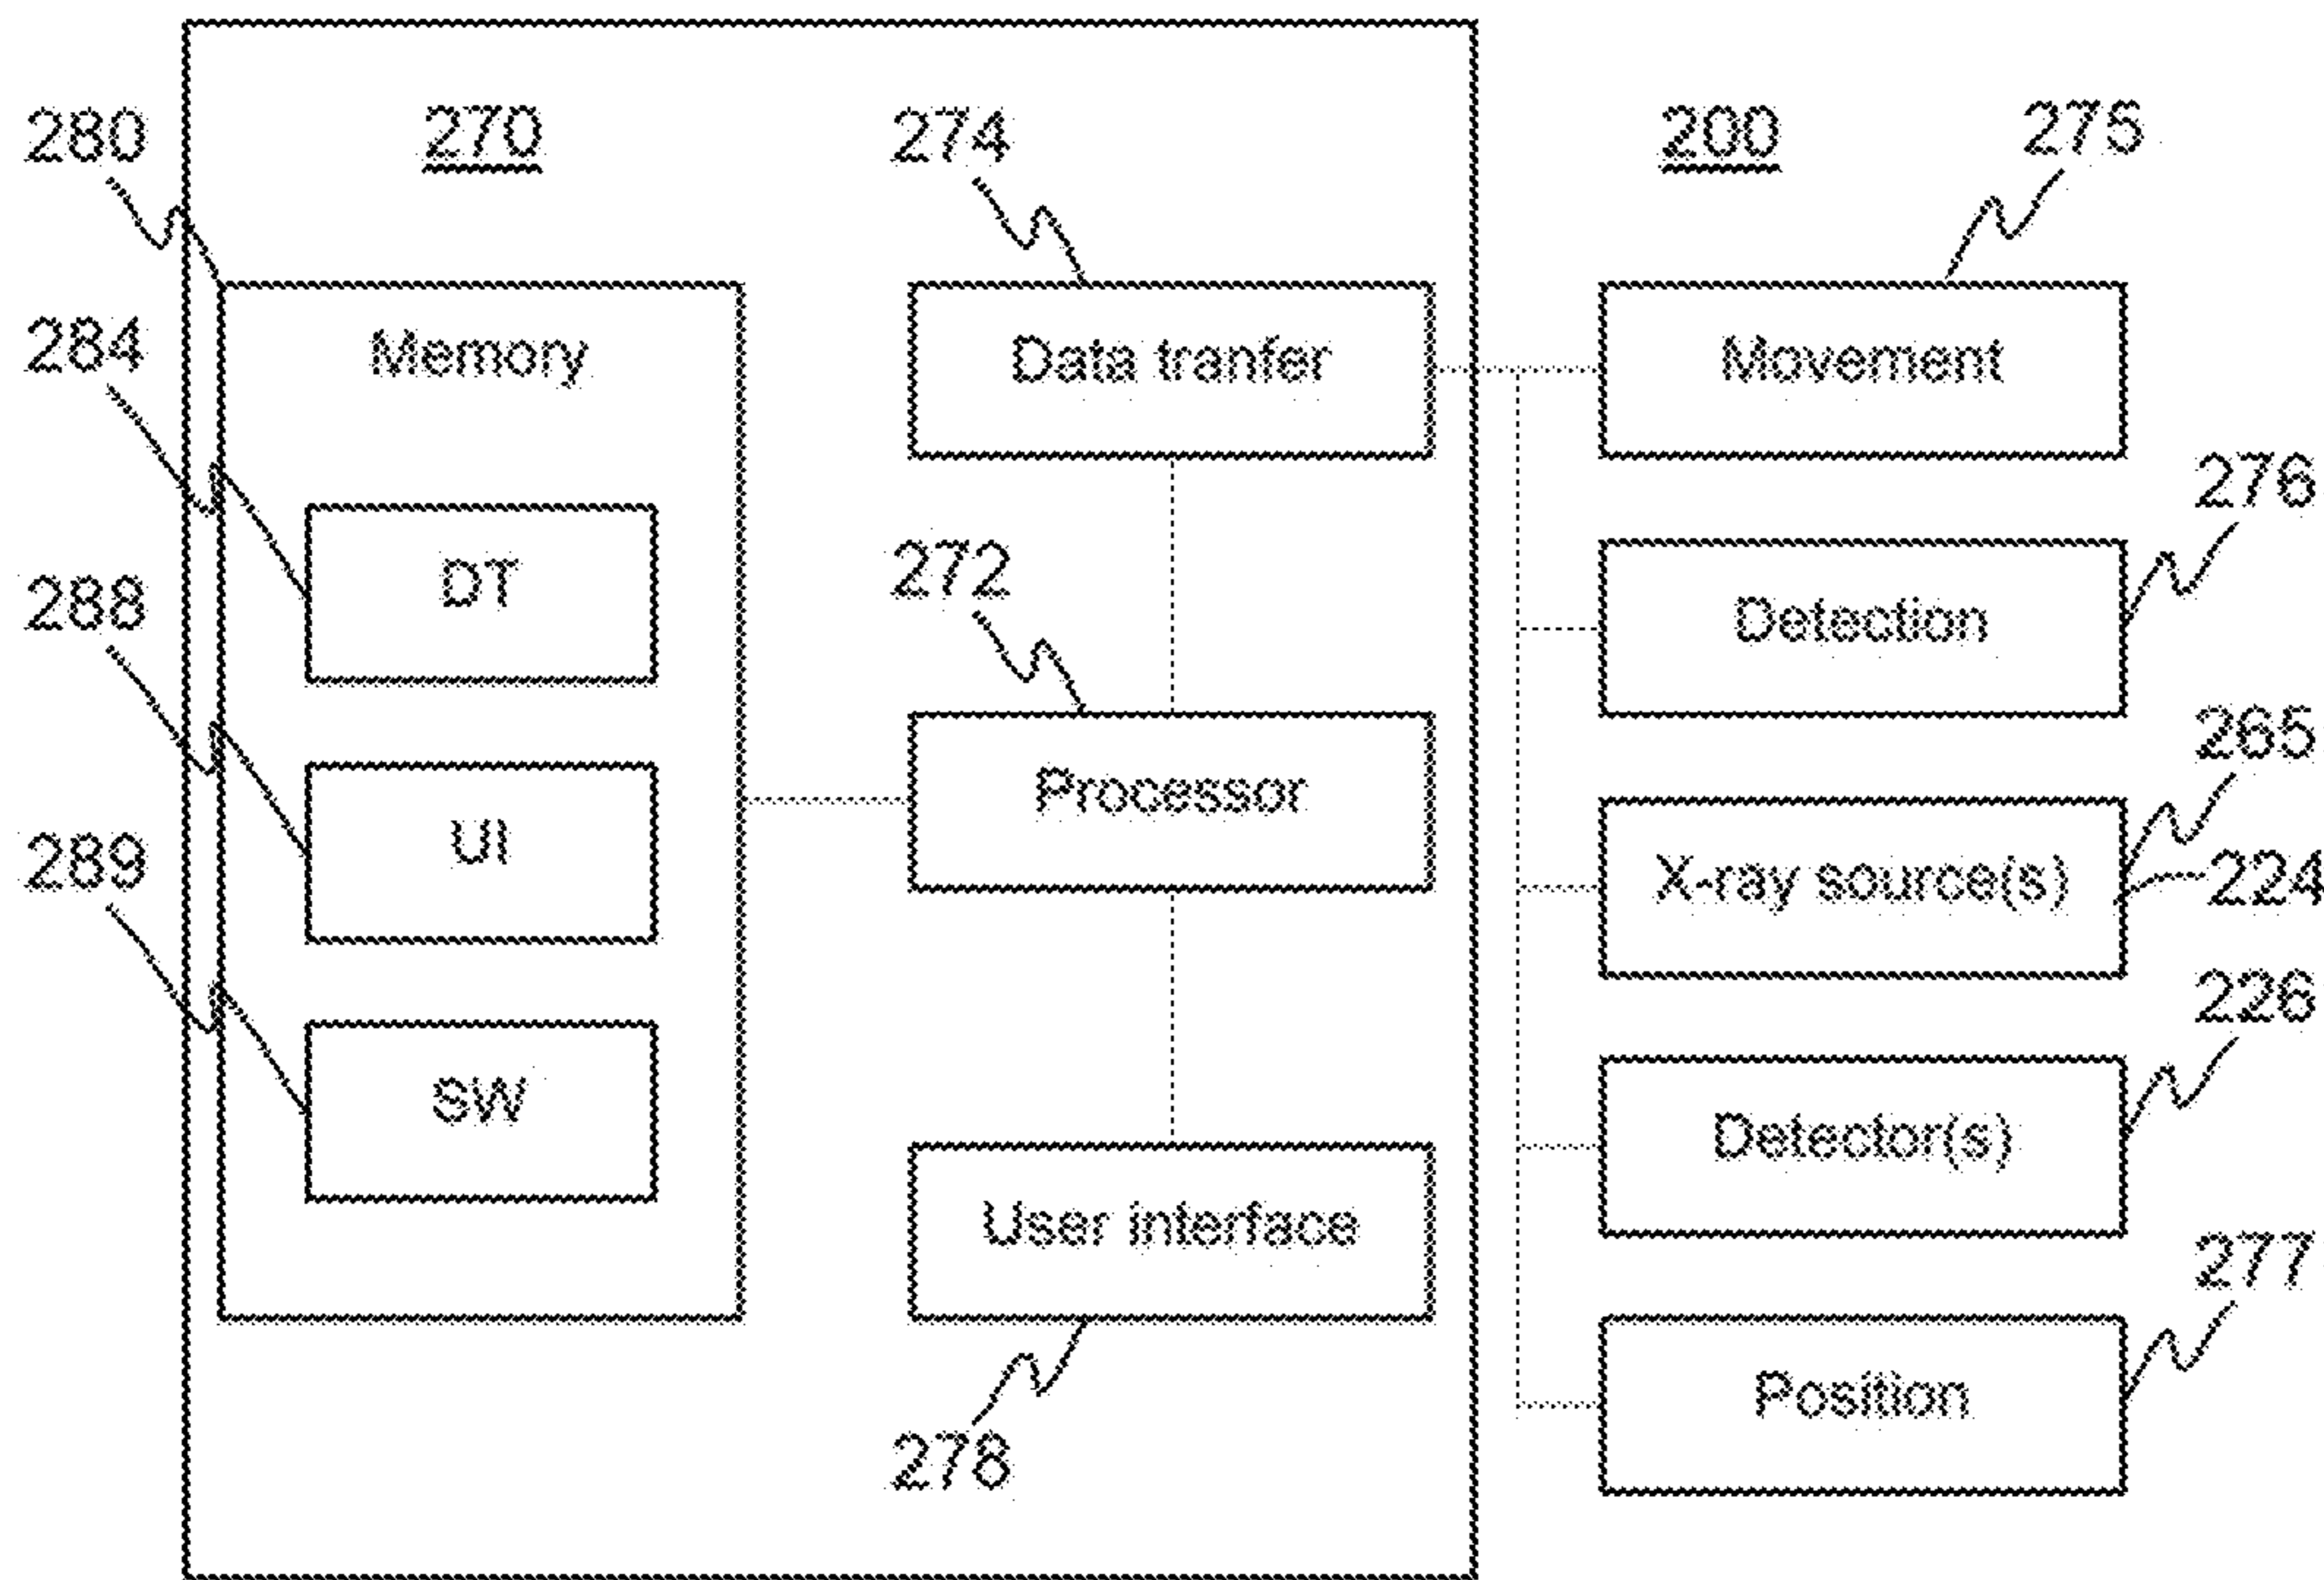 280
270
274
200
275
284
Memory
Data tranfer
Movement
276
288
DT
272
Detection
265
289
UI
Processor
X-ray source(s)
224
226
SW
Detector(s)
User interface
277
278
Position